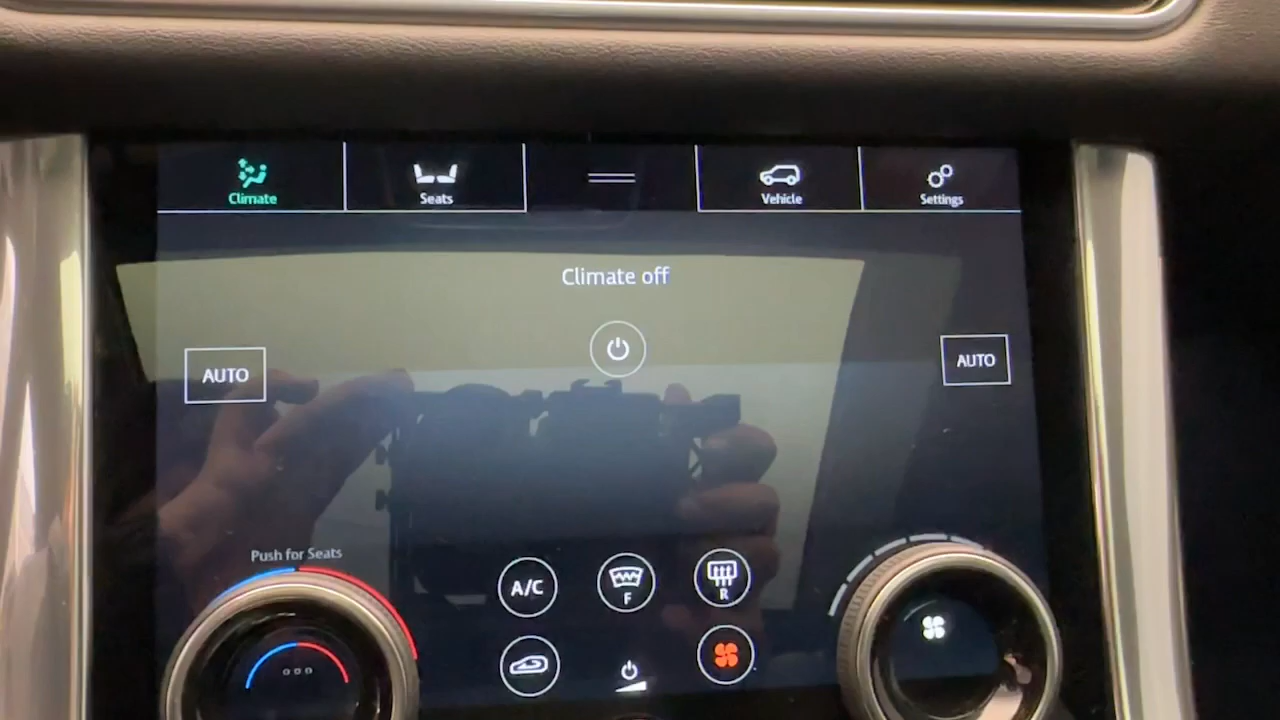 Climate
Seats
Vehicle
Settings
Climate off
AUTO
AUTO
Push for Seats
A/C
F
R